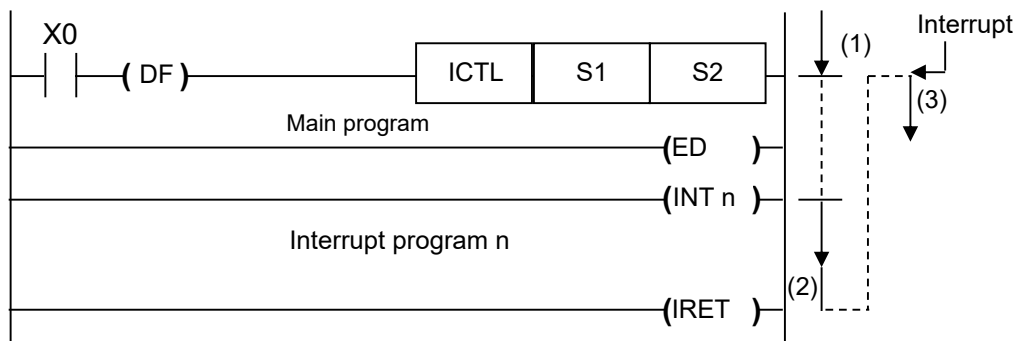 X0
( DF )
ICTL S1 S2
(1)
Interrupt
(3)
Main program
(ED )
(INT n )
Interrupt program n
(2)
(IRET )